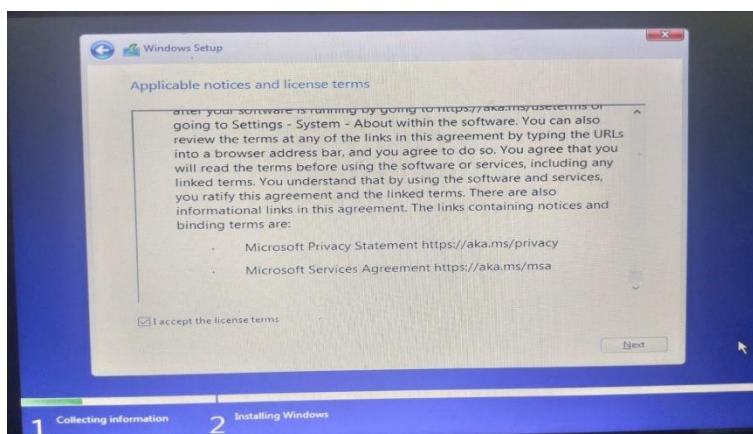 Windows Setup
Applicable notices and license terms
after your software is running by going to https://aka.ms/useterms or
going to Settings - System - About within the software. You can also
review the terms at any of the links in this agreement by typing the URLs
into a browser address bar, and you agree to do so. You agree that you
will read the terms before using the software or services, including any
linked terms. You understand that by using the software and services,
you ratify this agreement and the linked terms. There are also
informational links in this agreement. The links containing notices and
binding terms are:
· Microsoft Privacy Statement https://aka.ms/privacy
· Microsoft Services Agreement https://aka.ms/msa
I accept the license terms
Next
1 Collecting information 2 Installing Windows